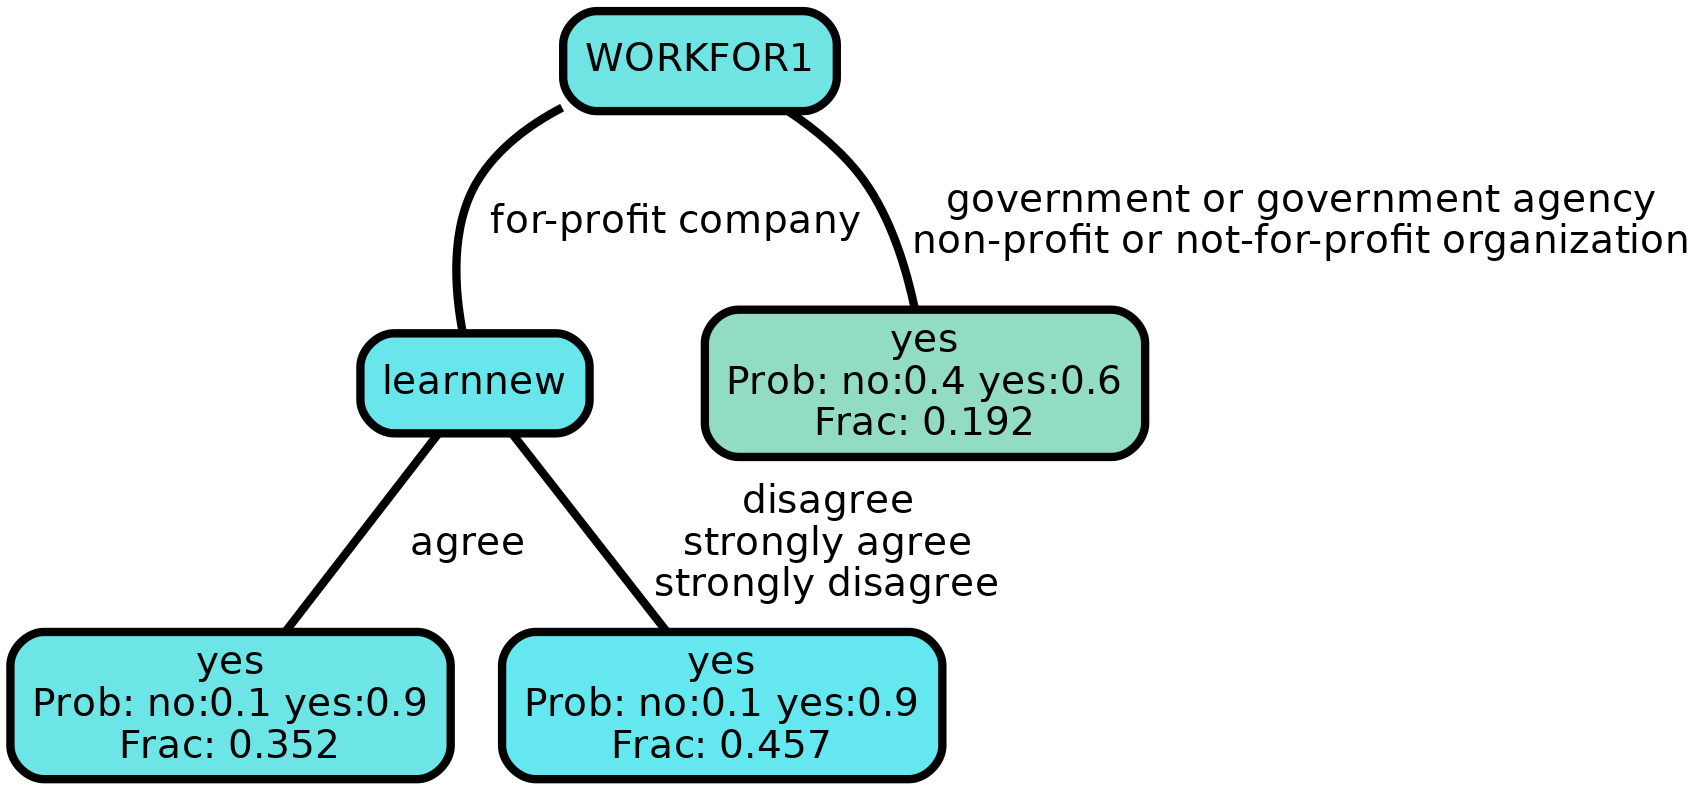 WORKFOR1
for-profit company
government or government agency
non-profit or not-for-profit organization
learnnew
yes
Prob: no:0.4 yes:0.6
Frac: 0.192
agree
disagree
strongly agree
strongly disagree
yes
Prob: no:0.1 yes:0.9
Frac: 0.352
yes
Prob: no:0.1 yes:0.9
Frac: 0.457